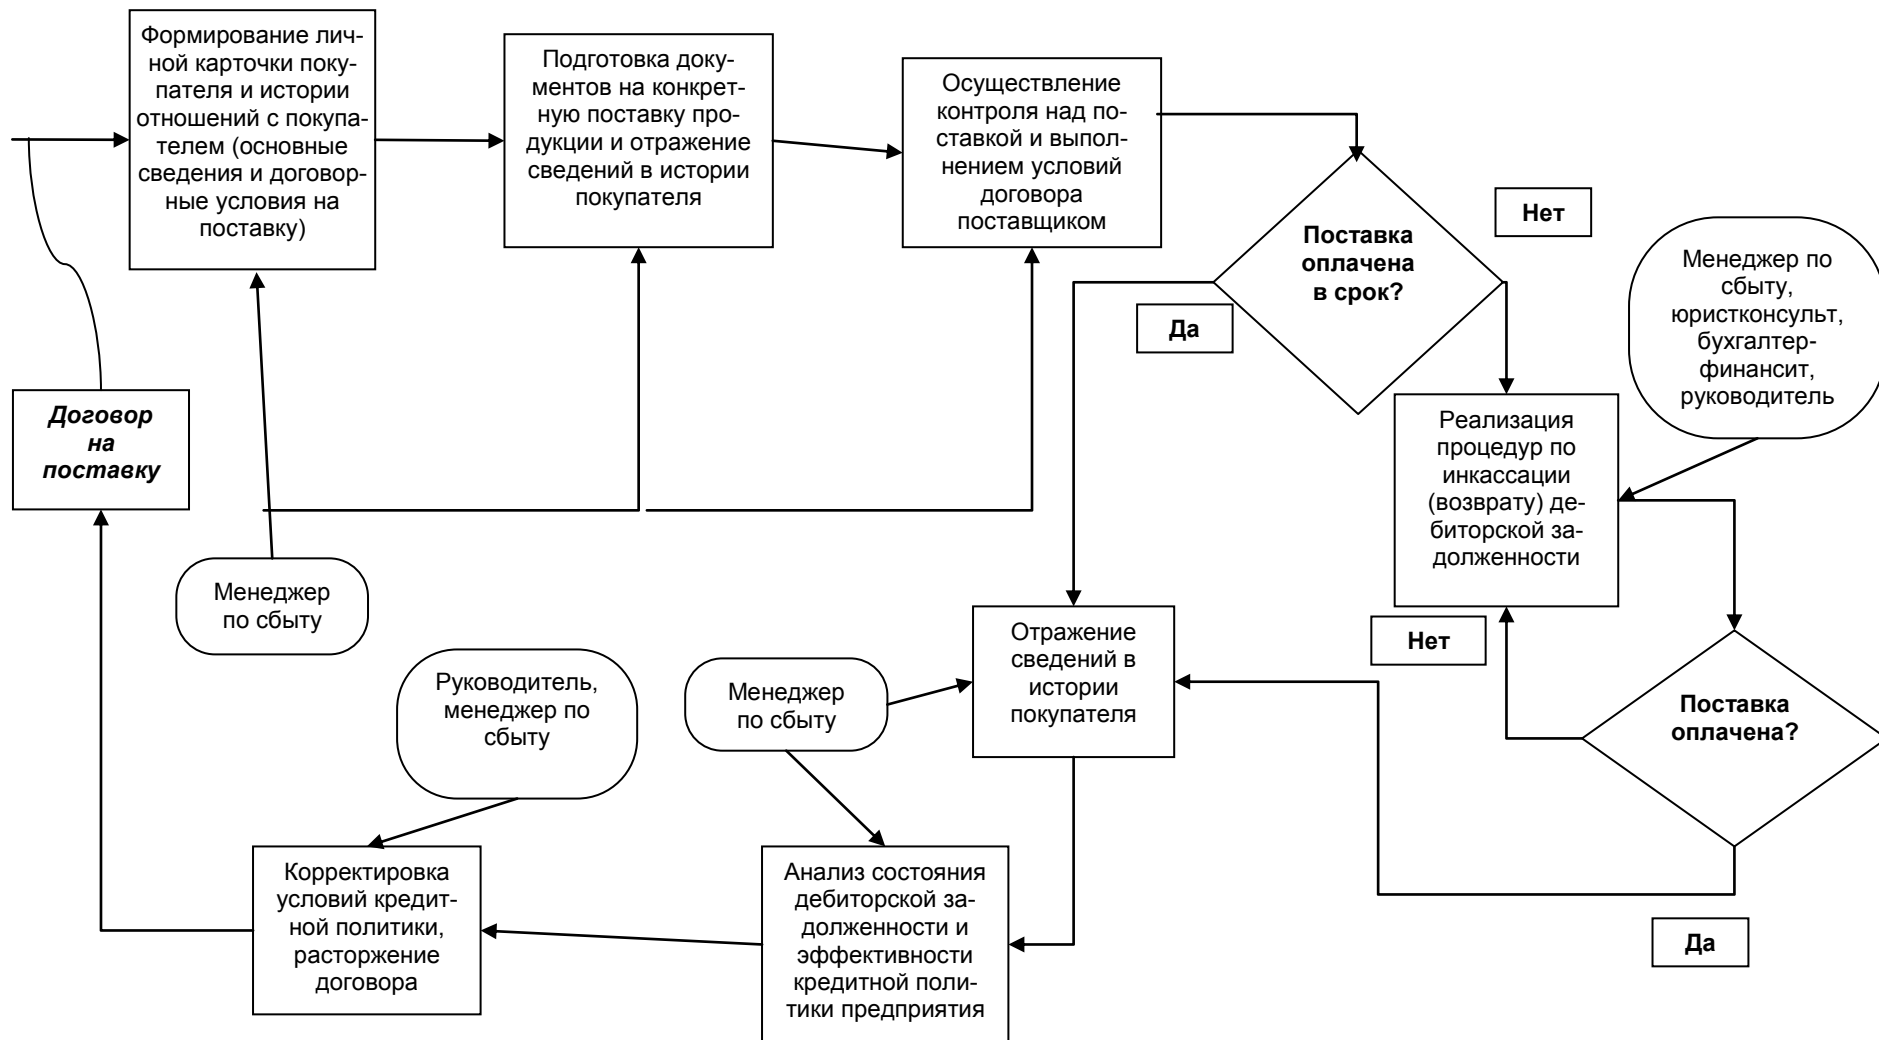 Формирование лич-
ной карточки поку-
пателя и истории
отношений с покупа-
телем (основные
сведения и договор-
ные условия на
поставку)
Подготовка доку-
ментов на конкрет-
ную поставку про-
дукции и отражение
сведений в истории
покупателя
Осуществление
контроля над по-
ставкой и выпол-
нением условий
договора
поставщиком
Поставка
оплачена
в срок?
Нет
Да
Менеджер по
сбыту,
юристконсульт,
бухгалтер-
финансит,
руководитель
Договор
на
поставку
Реализация
процедур по
инкассации
(возврату) де-
биторской за-
долженности
Менеджер
по сбыту
Отражение
сведений в
истории
покупателя
Нет
Поставка
оплачена?
Руководитель,
менеджер по
сбыту
Менеджер
по сбыту
Корректировка
условий кредит-
ной политики,
расторжение
договора
Анализ состояния
дебиторской за-
долженности и
эффективности
кредитной поли-
тики предприятия
Да